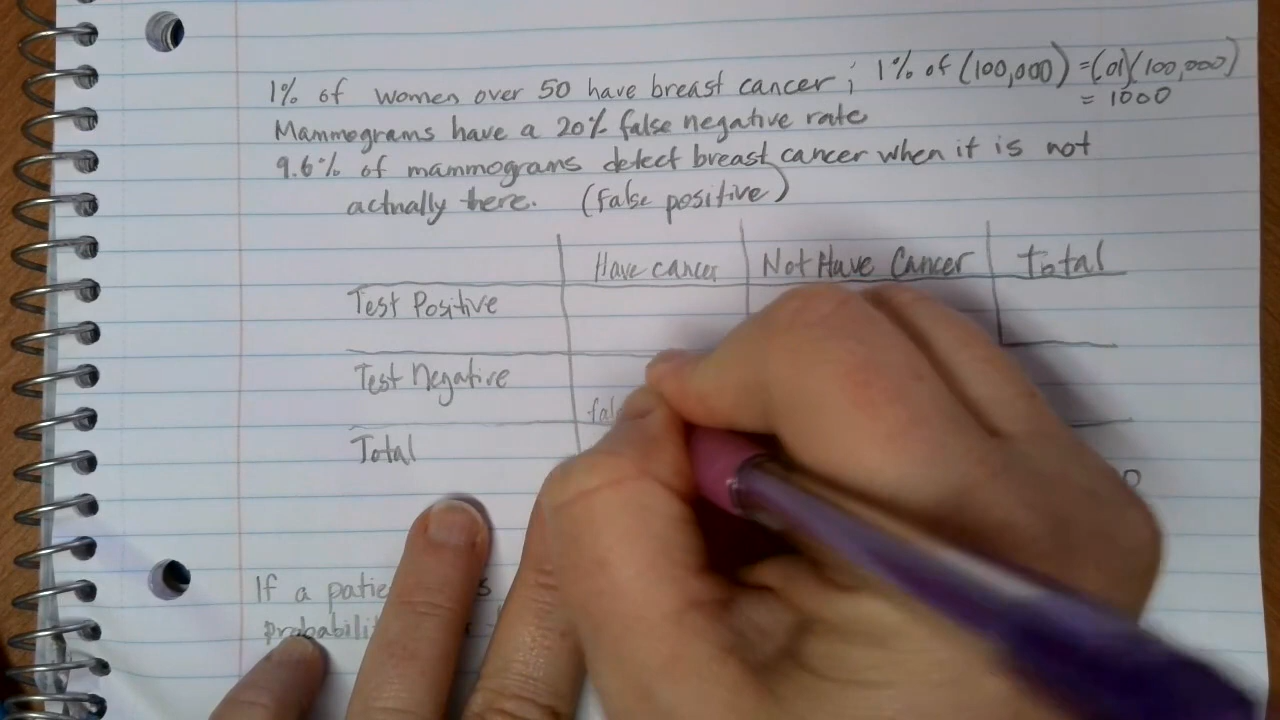 1% of women over 50 have breast cancer; 1% of (100,000) = (.01)(100,000)
= 1000
Mammograms have a 20% false negative rate
9.6% of mammograms detect breast cancer when it is not
actually there. (false positive)
Have cancer Not Have Cancer Total
Test Positive
Test Negative
Total
If a